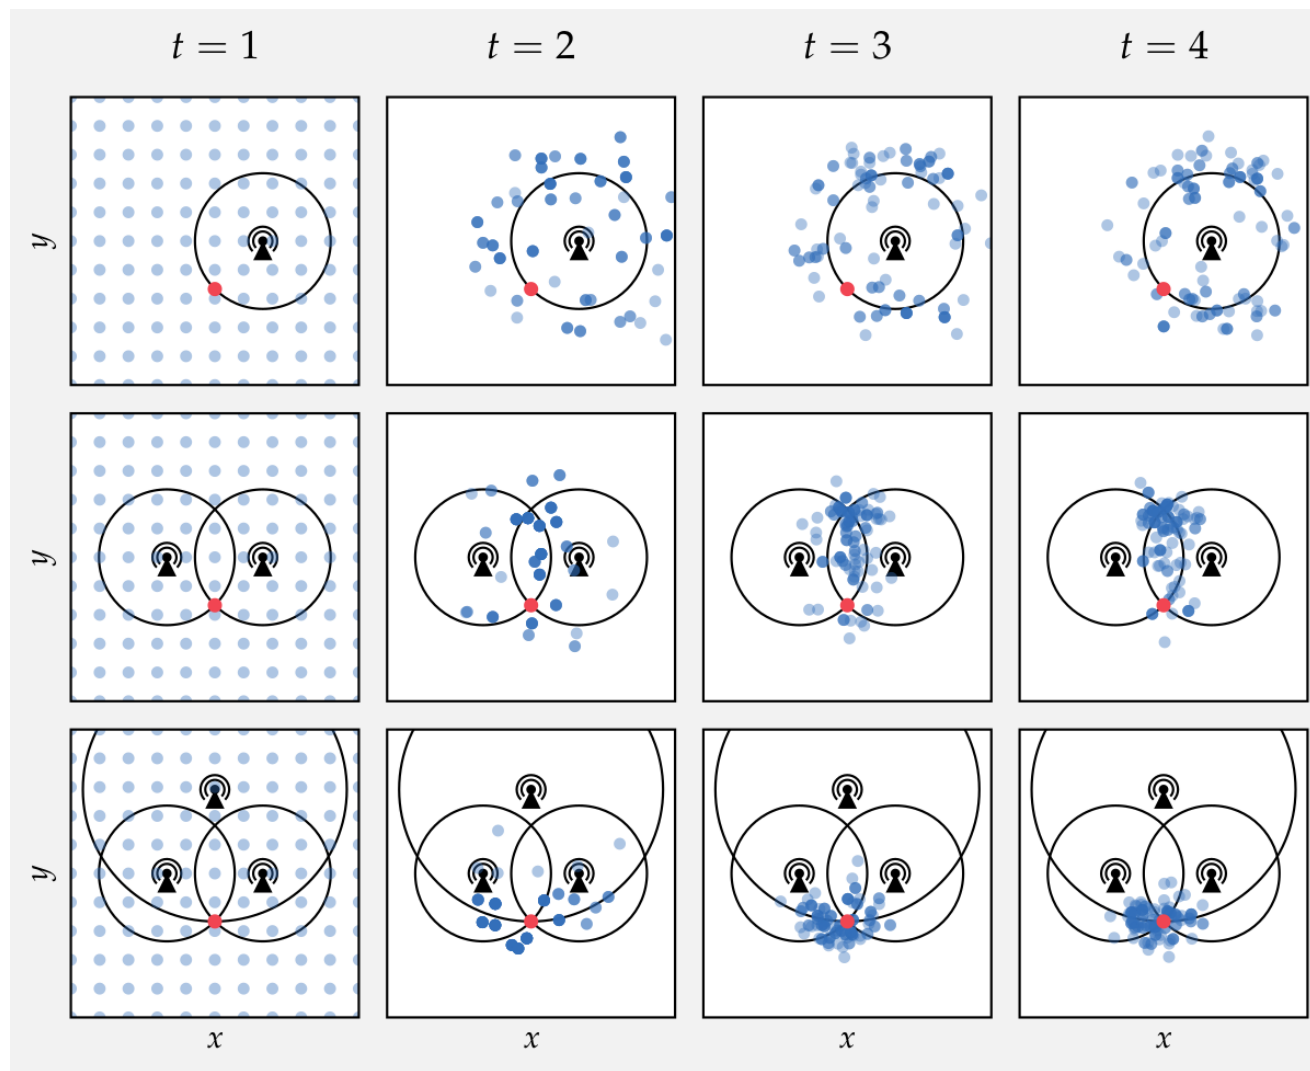 t = 1 t = 2 t = 3 t = 4
y
y
y
x x x x